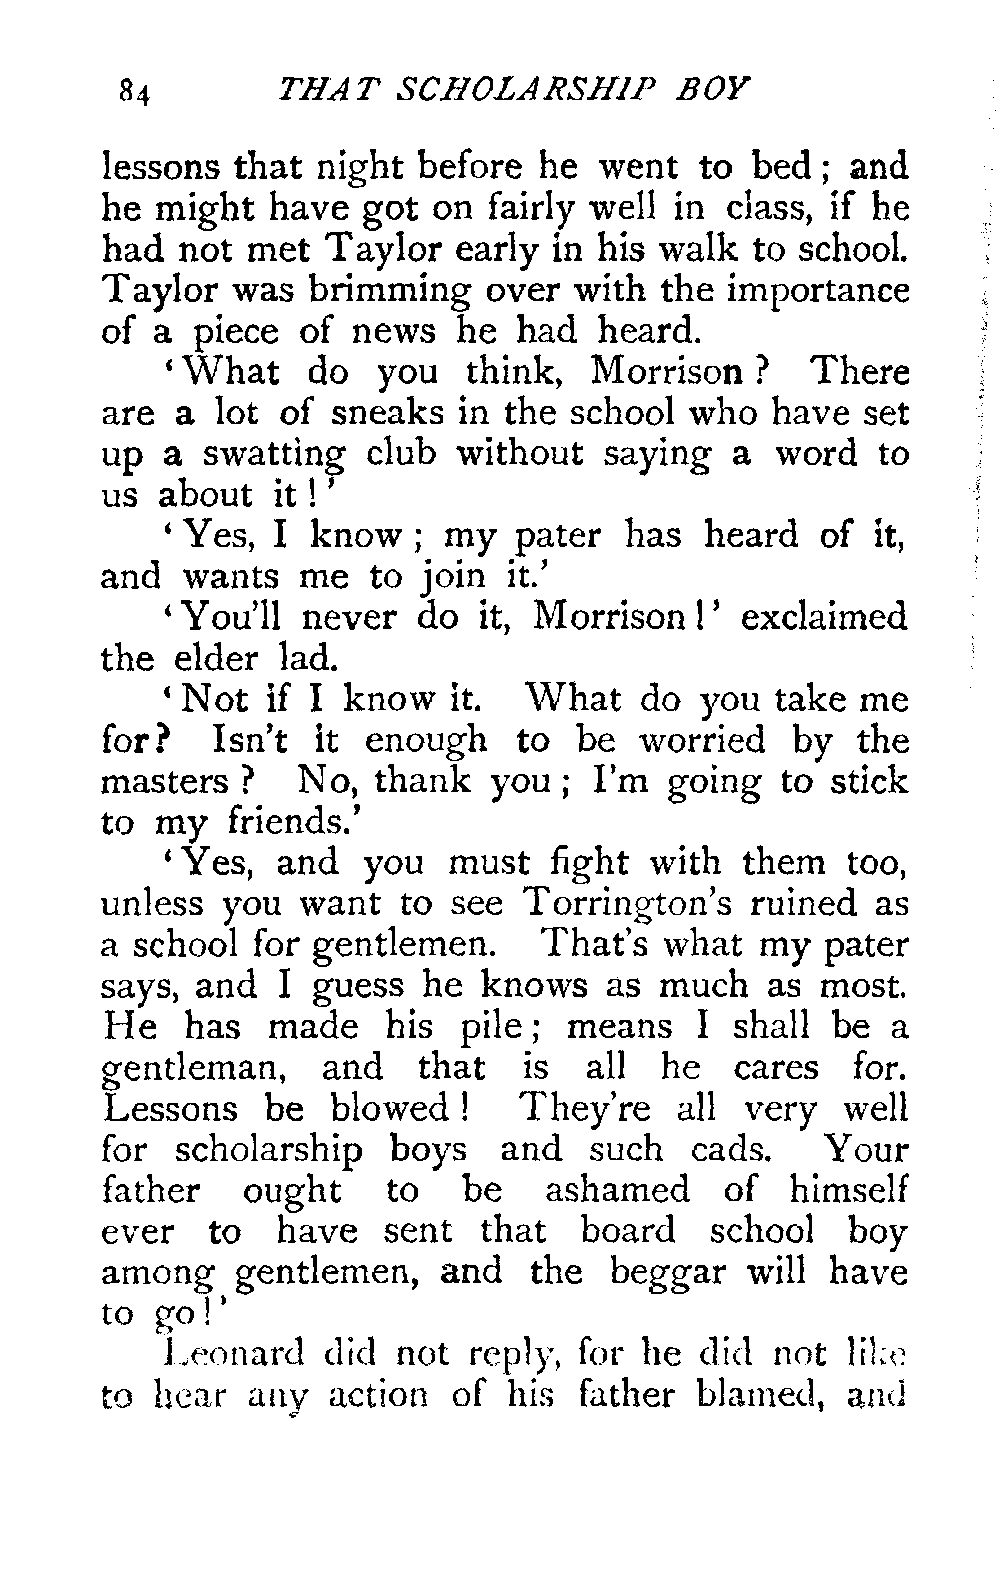 84 THAT SCHOLARSHIP BOY
lessons that night before he went to bed; and
he might have got on fairly well in class, if he
had not met Taylor early in his walk to school.
Taylor was brimming over with the importance
of a piece of news he had heard.
‘What do you think, Morrison? There
are a lot of sneaks in the school who have set
up a swatting club without saying a word to
us about it!’
‘Yes, I know; my pater has heard of it,
and wants me to join it.’
‘You'll never do it, Morrison!’ exclaimed
the elder lad.
‘Not if I know it. What do you take me
for? Isn't it enough to be worried by the
masters? No, thank you; I'm going to stick
to my friends.’
‘Yes, and you must fight with them too,
unless you want to see Torrington's ruined as
a school for gentlemen. That's what my pater
says, and I guess he knows as much as most.
He has made his pile; means I shall be a
gentleman, and that is all he cares for.
Lessons be blowed! They're all very well
for scholarship boys and such cads. Your
father ought to be ashamed of himself
ever to have sent that board school boy
among gentlemen, and the beggar will have
to go!’
Leonard did not reply, for he did not like
to hear any action of his father blamed, and